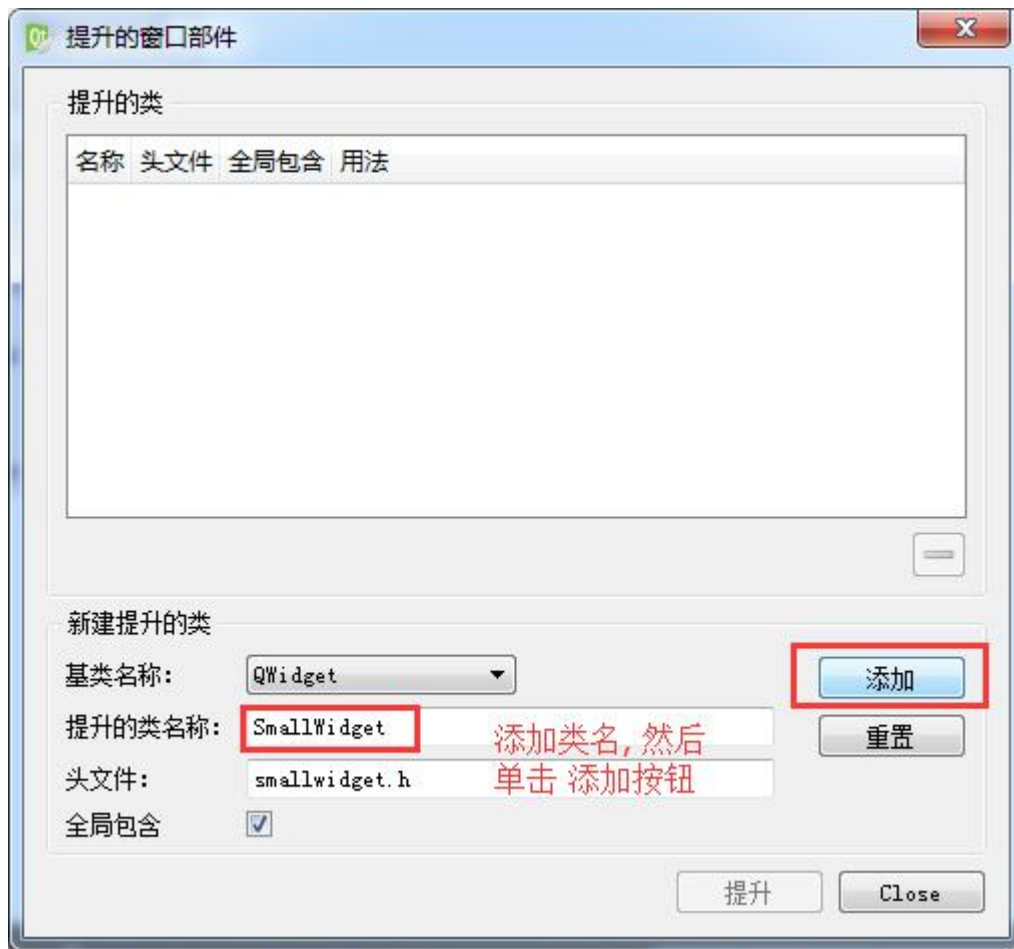 提升的窗口部件
提升的类
名称 头文件 全局包含 用法
新建提升的类
基类名称: QWidget
添加
提升的类名称: SmallWidget
添加类名, 然后
重置
头文件: smallwidget.h
单击 添加按钮
全局包含
提升 Close